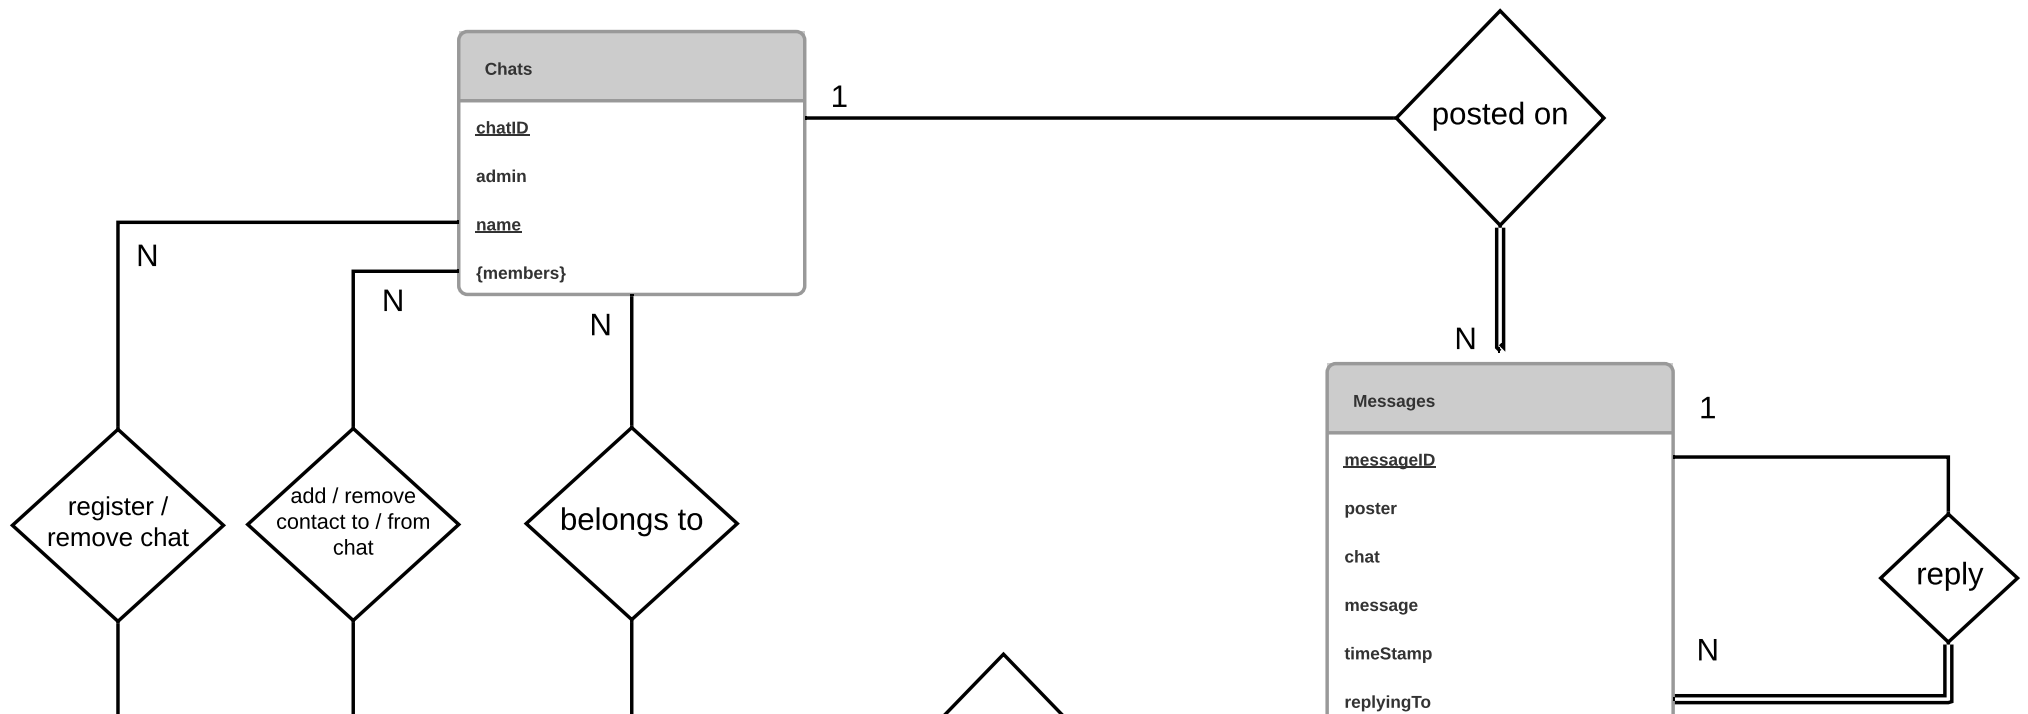 Chats
chatID
admin
name
{members}
1
posted on
N
N
N
N
register /
remove chat
add / remove
contact to / from
chat
belongs to
Messages
messageID
poster
chat
message
timeStamp
replyingTo
1
reply
N